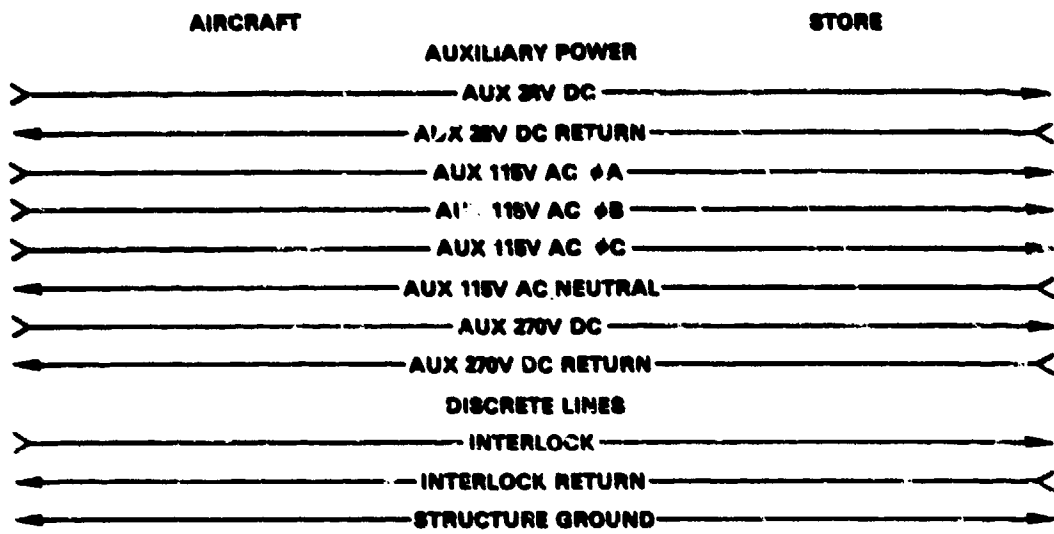 AIRCRAFT STORE
AUXILIARY POWER
AUX 28V DC
AUX 28V DC RETURN
AUX 115V AC φA
115V AC φB
AUX 115V AC φC
AUX 115V AC NEUTRAL
AUX 270V DC
AUX 270V DC RETURN
DISCRETE LINES
INTERLOCK
INTERLOCK RETURN
STRUCTURE GROUND